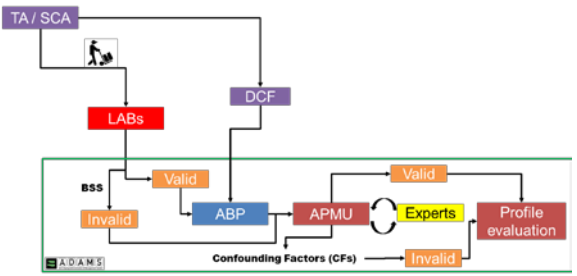 TA / SCA
DCF
LABs
Valid
Valid
BSS
Invalid
ABP
APMU
Experts
Profile
evaluation
Confounding Factors (CFs)
Invalid
ADAMS